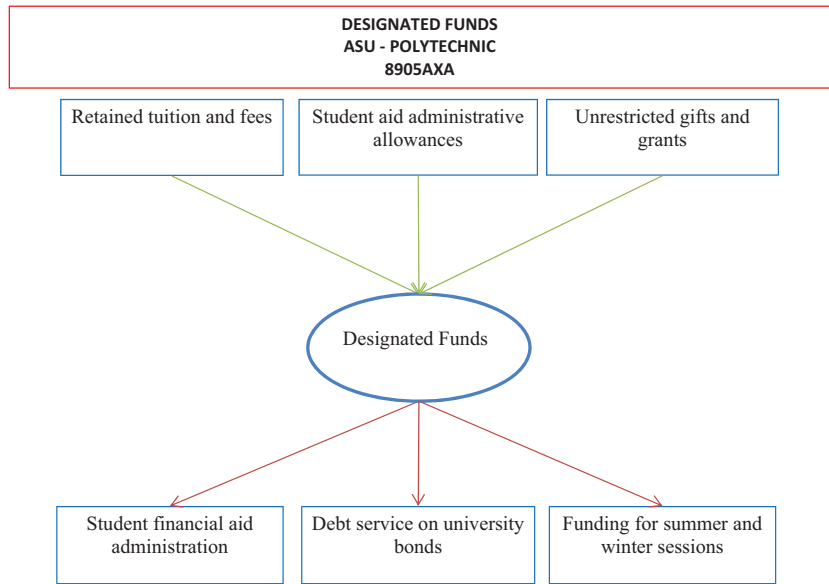 DESIGNATED FUNDS
ASU - POLYTECHNIC
8905AXA
Retained tuition and fees
Student aid administrative
allowances
Unrestricted gifts and
grants
Designated Funds
Student financial aid
administration
Debt service on university
bonds
Funding for summer and
winter sessions